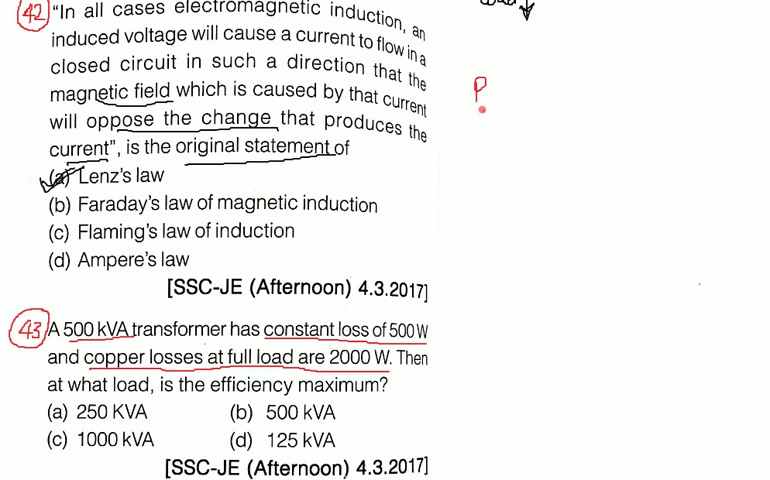 42 "In all cases electromagnetic induction, an
induced voltage will cause a current to flow in a
closed circuit in such a direction that the
magnetic field which is caused by that current
will oppose the change that produces the
current", is the original statement of
(a) Lenz's law
(b) Faraday's law of magnetic induction
(c) Flaming's law of induction
(d) Ampere's law
[SSC-JE (Afternoon) 4.3.2017]
43 A 500 kVA transformer has constant loss of 500 W
and copper losses at full load are 2000 W. Then
at what load, is the efficiency maximum?
(a) 250 KVA (b) 500 kVA
(c) 1000 kVA (d) 125 kVA
[SSC-JE (Afternoon) 4.3.2017]
P